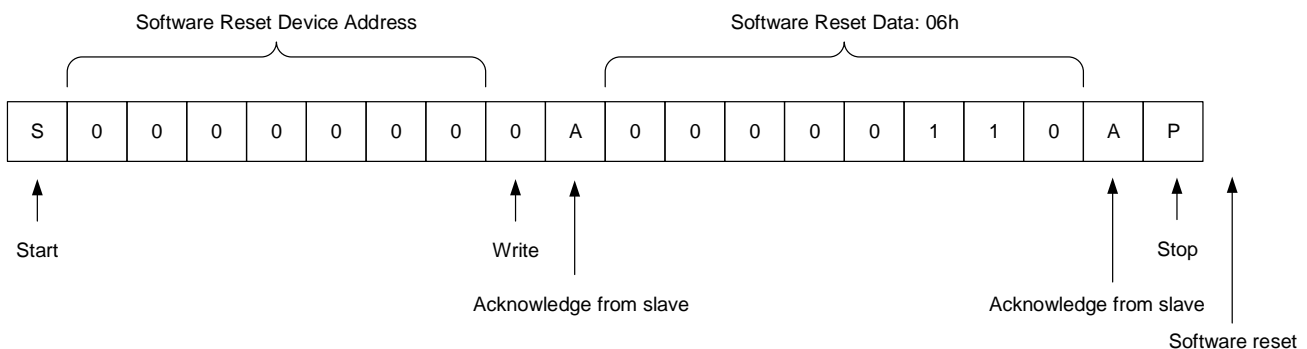 Software Reset Device Address Software Reset Data: 06h
S 0 0 0 0 0 0 0 0 A 0 0 0 0 0 1 1 0 A P
Start Write Stop
Acknowledge from slave Acknowledge from slave
Software reset